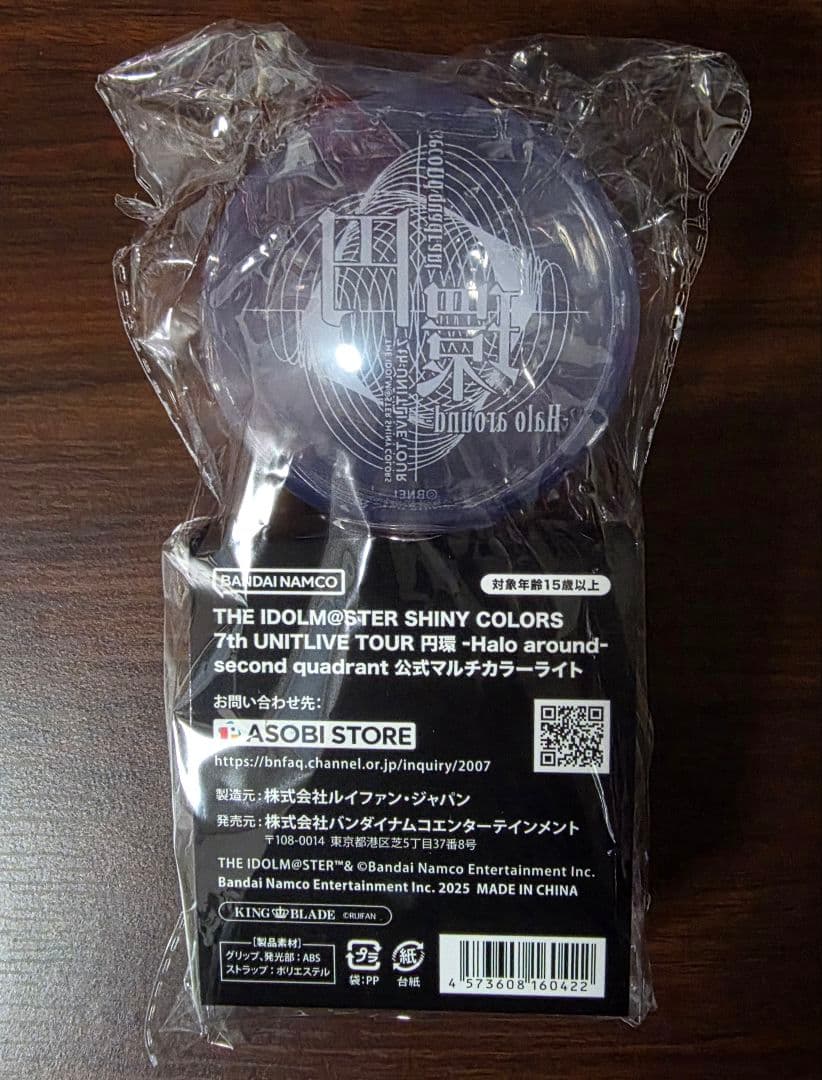 second quadrant
円
環
-Halo around-
7th UNITLIVE TOUR
THE IDOLM@STER SHINY COLORS
©BNEI
BANDAI NAMCO
対象年齢15歳以上
THE IDOLM@STER SHINY COLORS
7th UNITLIVE TOUR 円環 -Halo around-
second quadrant 公式マルチカラーライト
お問い合わせ先：
ASOBI STORE
https://bnfaq.channel.or.jp/inquiry/2007
製造元：株式会社ルイファン・ジャパン
発売元：株式会社バンダイナムコエンターテインメント
〒108-0014 東京都港区芝5丁目37番8号
THE IDOLM@STER™& ©Bandai Namco Entertainment Inc.
Bandai Namco Entertainment Inc. 2025 MADE IN CHINA
KING BLADE ©RUIFAN
[製品素材]
グリップ、発光部：ABS
ストラップ：ポリエステル
プラ
袋：PP
紙
台紙
4 573608 160422